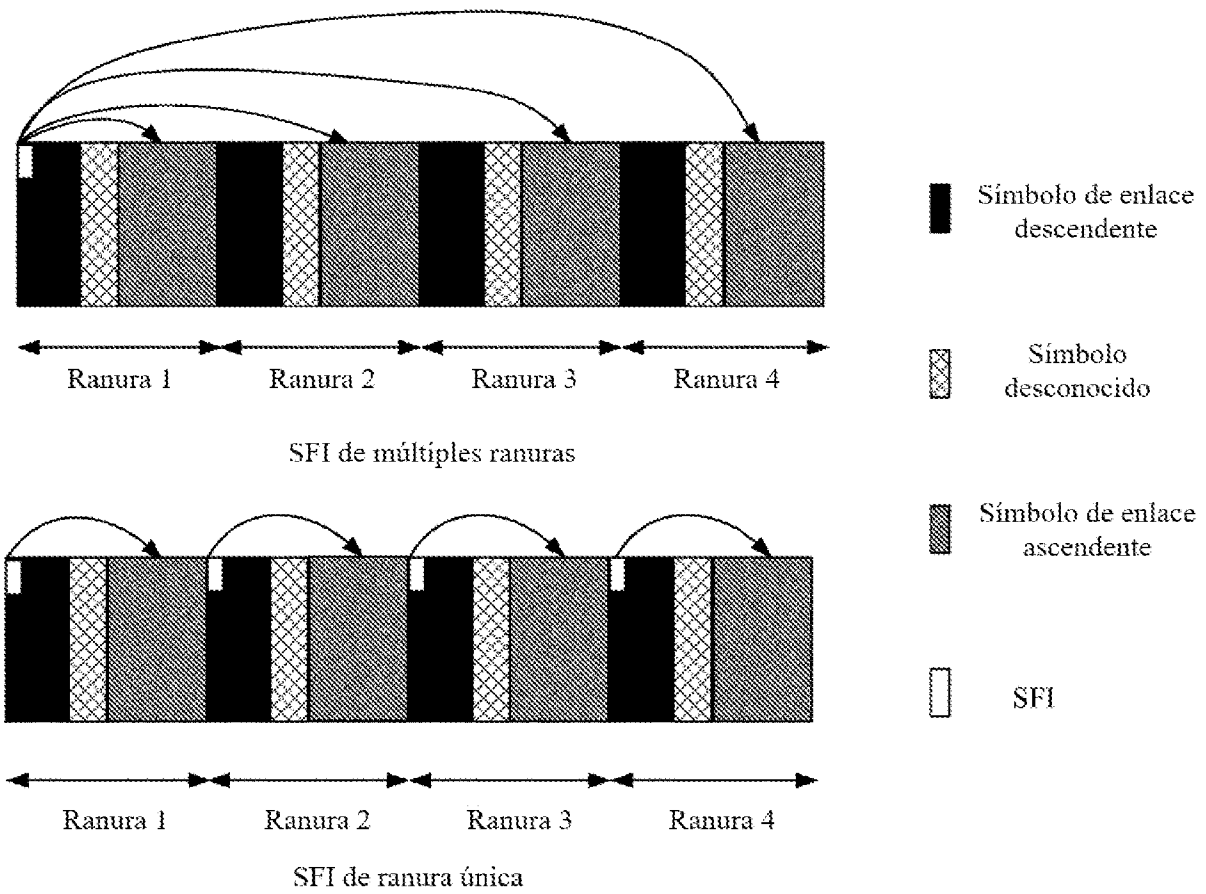 Ranura 1 Ranura 2 Ranura 3 Ranura 4
SFI de múltiples ranuras
Ranura 1 Ranura 2 Ranura 3 Ranura 4
SFI de ranura única
Símbolo de enlace
descendente
Símbolo
desconocido
Símbolo de enlace
ascendente
SFI